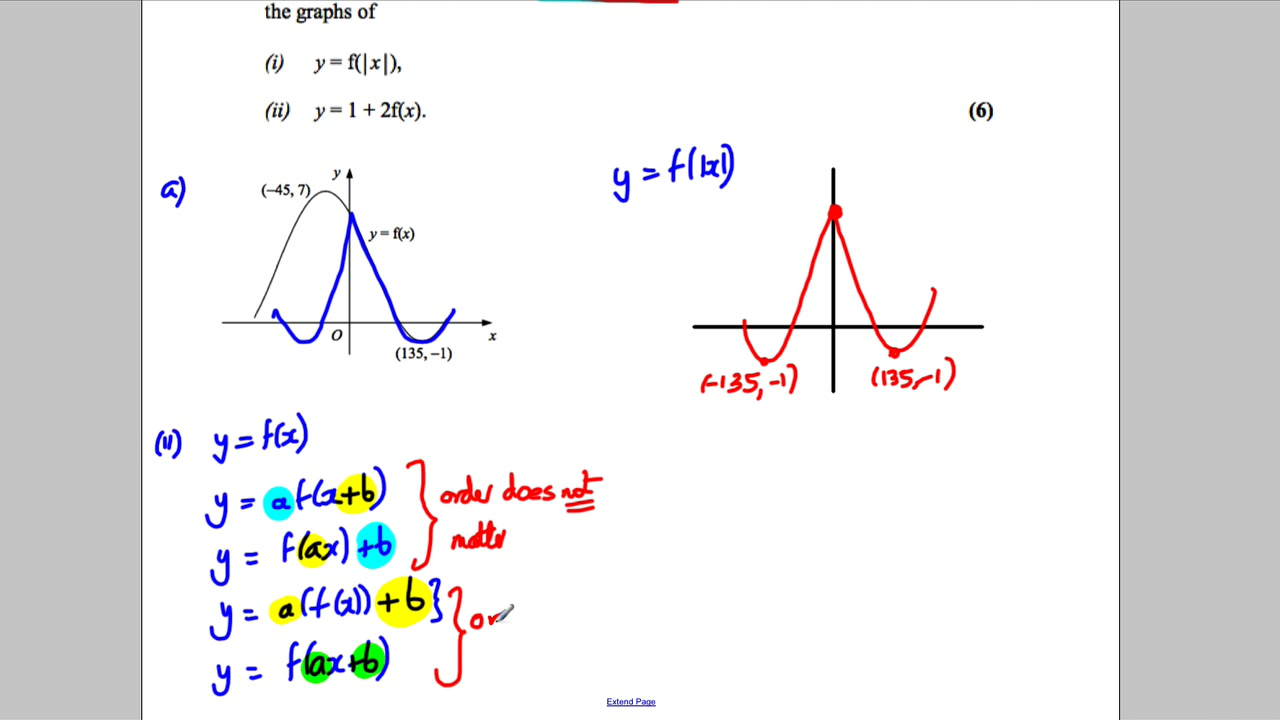 the graphs of
(i) y = f(|x|),
(ii) y = 1 + 2f(x).
(6)
a)
y
(–45, 7)
y = f(x)
O
x
(135, –1)
y = f(|x|)
(-135, -1)
(135, -1)
(ii) y = f(x)
y = a f(x+b)
y = f(ax) + b
order does not
matter
y = a(f(x)) + b}
y = f(ax+b)
or
Extend Page